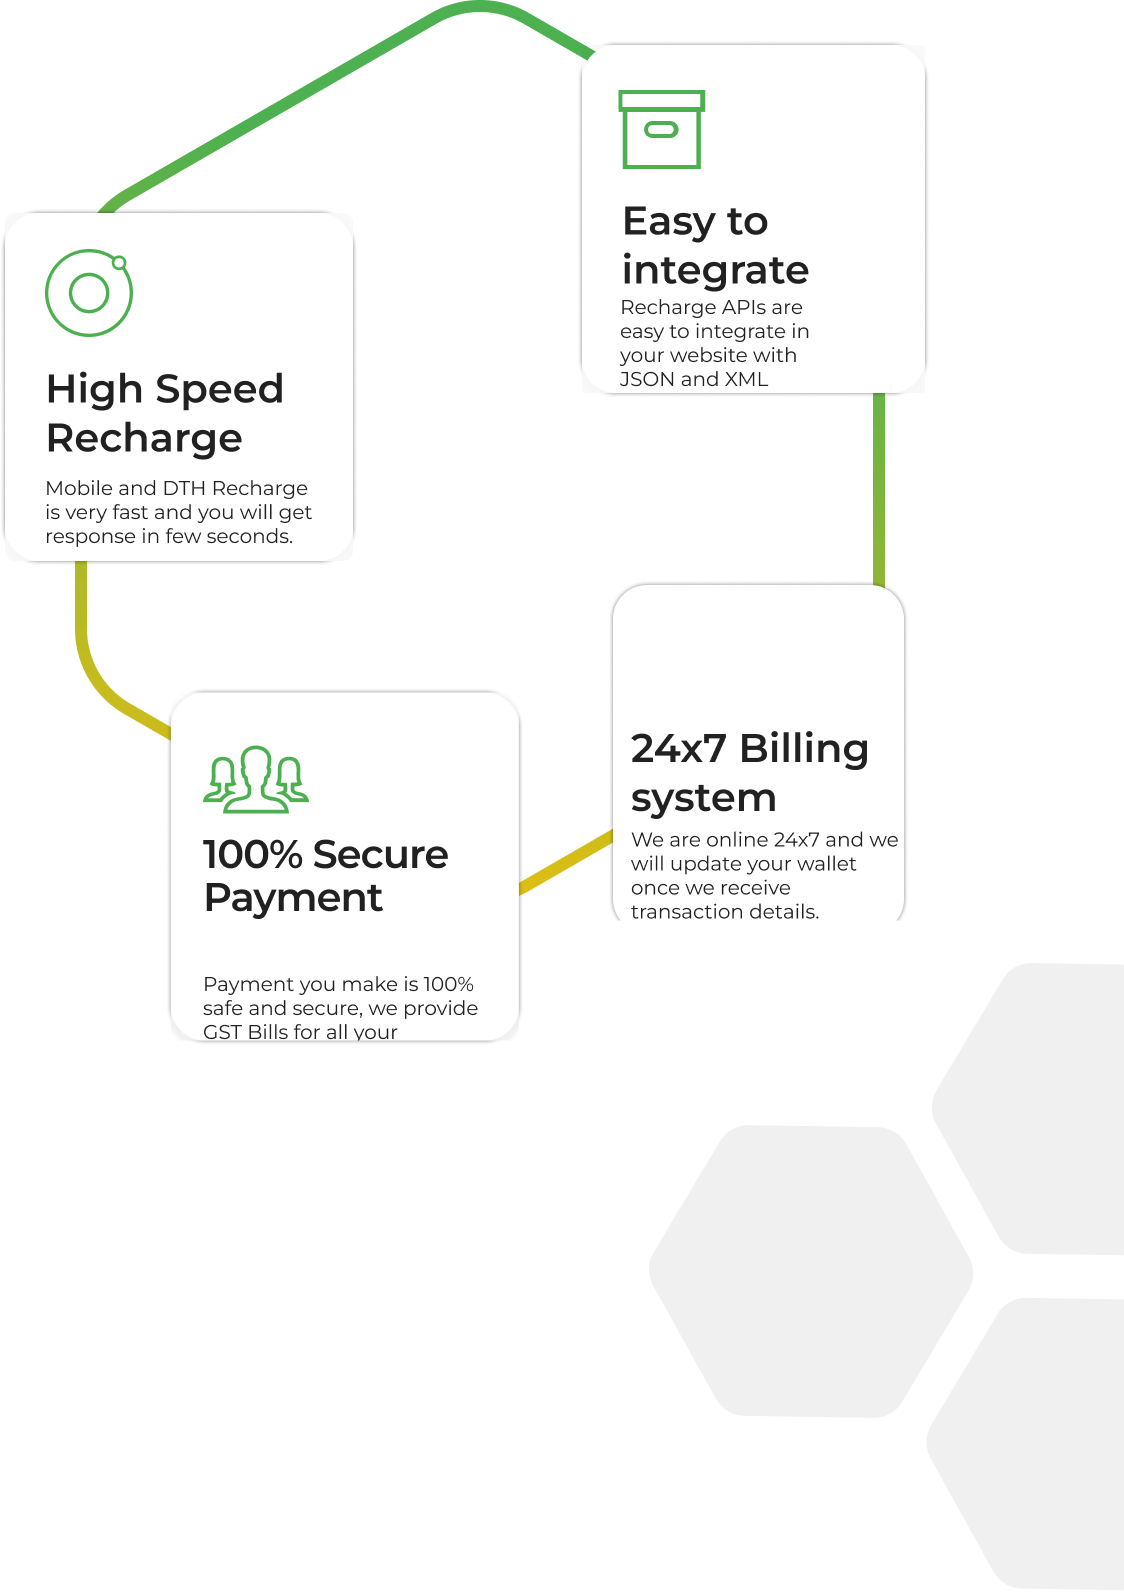 Easy to
integrate
Recharge APIs are
easy to integrate in
your website with
JSON and XML
High Speed
Recharge
Mobile and DTH Recharge
is very fast and you will get
response in few seconds.
24x7 Billing
system
We are online 24x7 and we
will update your wallet
once we receive
transaction details.
100% Secure
Payment
Payment you make is 100%
safe and secure, we provide
GST Bills for all your